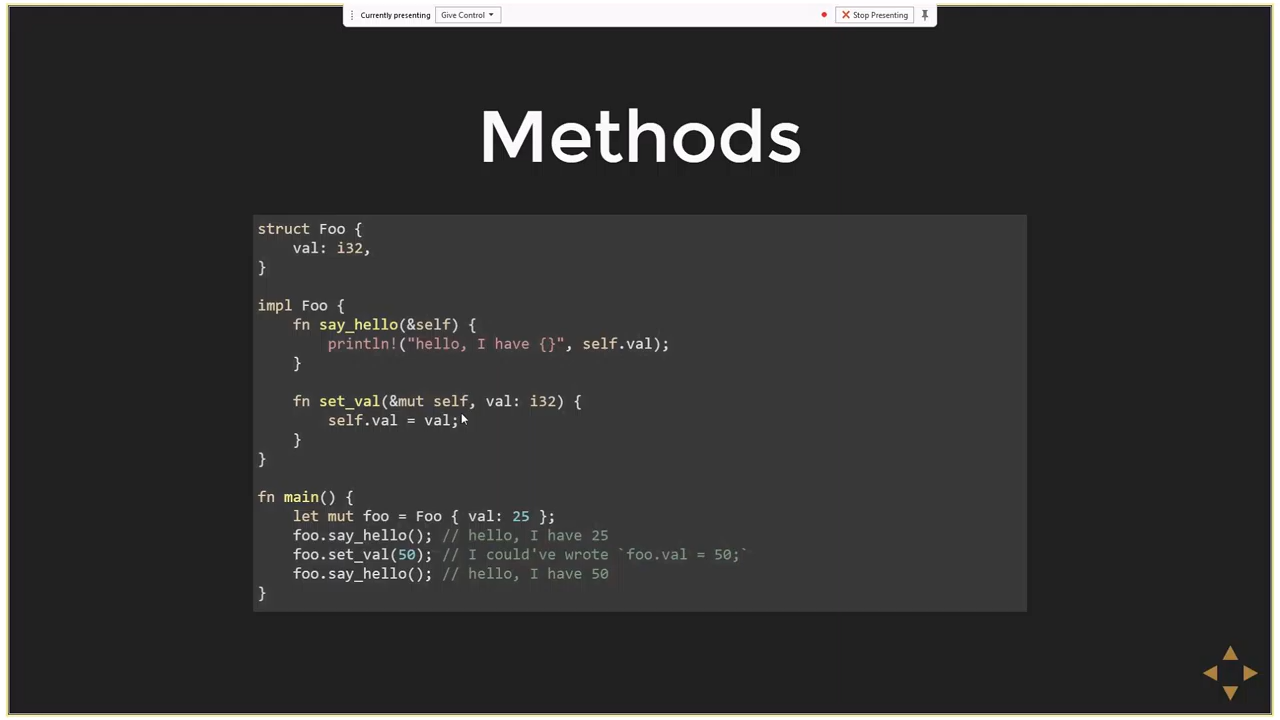 Currently presenting Give Control Stop Presenting
Methods
struct Foo {
    val: i32,
}
impl Foo {
    fn say_hello(&self) {
        println!("hello, I have {}", self.val);
    }
    fn set_val(&mut self, val: i32) {
        self.val = val;
    }
}
fn main() {
    let mut foo = Foo { val: 25 };
    foo.say_hello(); // hello, I have 25
    foo.set_val(50); // I could've wrote `foo.val = 50;`
    foo.say_hello(); // hello, I have 50
}